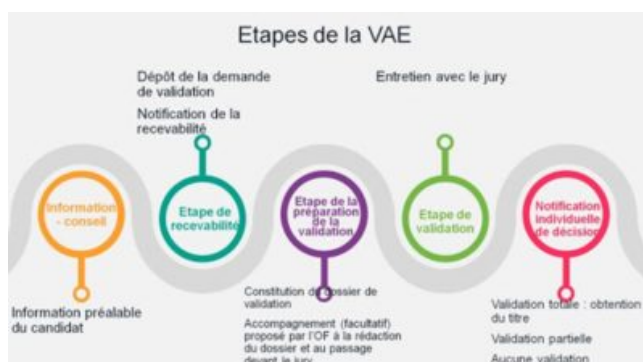 Etapes de la VAE
Dépôt de la demande
de validation
Notification de la
recevabilité
Entretien avec le jury
Information
- conseil
Etape de
recevabilité
Etape de la
préparation
de la
validation
Etape de
validation
Notification
individuelle
de décision
Information préalable
du candidat
Constitution du dossier de
validation
Accompagnement (facultatif)
proposé par l'OF à la rédaction
du dossier et au passage
devant le jury
Validation totale : obtention
du titre
Validation partielle
Aucune validation